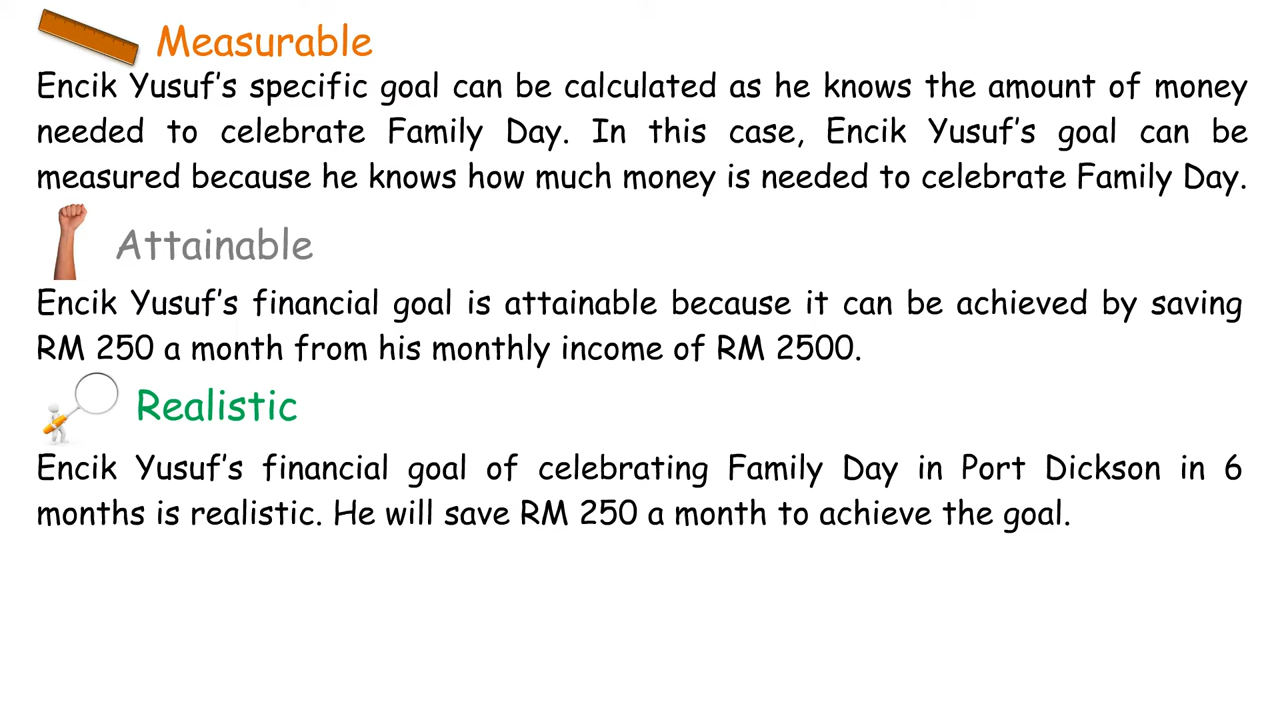 Measurable
Encik Yusuf's specific goal can be calculated as he knows the amount of money
needed to celebrate Family Day. In this case, Encik Yusuf's goal can be
measured because he knows how much money is needed to celebrate Family Day.
Attainable
Encik Yusuf's financial goal is attainable because it can be achieved by saving
RM 250 a month from his monthly income of RM 2500.
Realistic
Encik Yusuf's financial goal of celebrating Family Day in Port Dickson in 6
months is realistic. He will save RM 250 a month to achieve the goal.